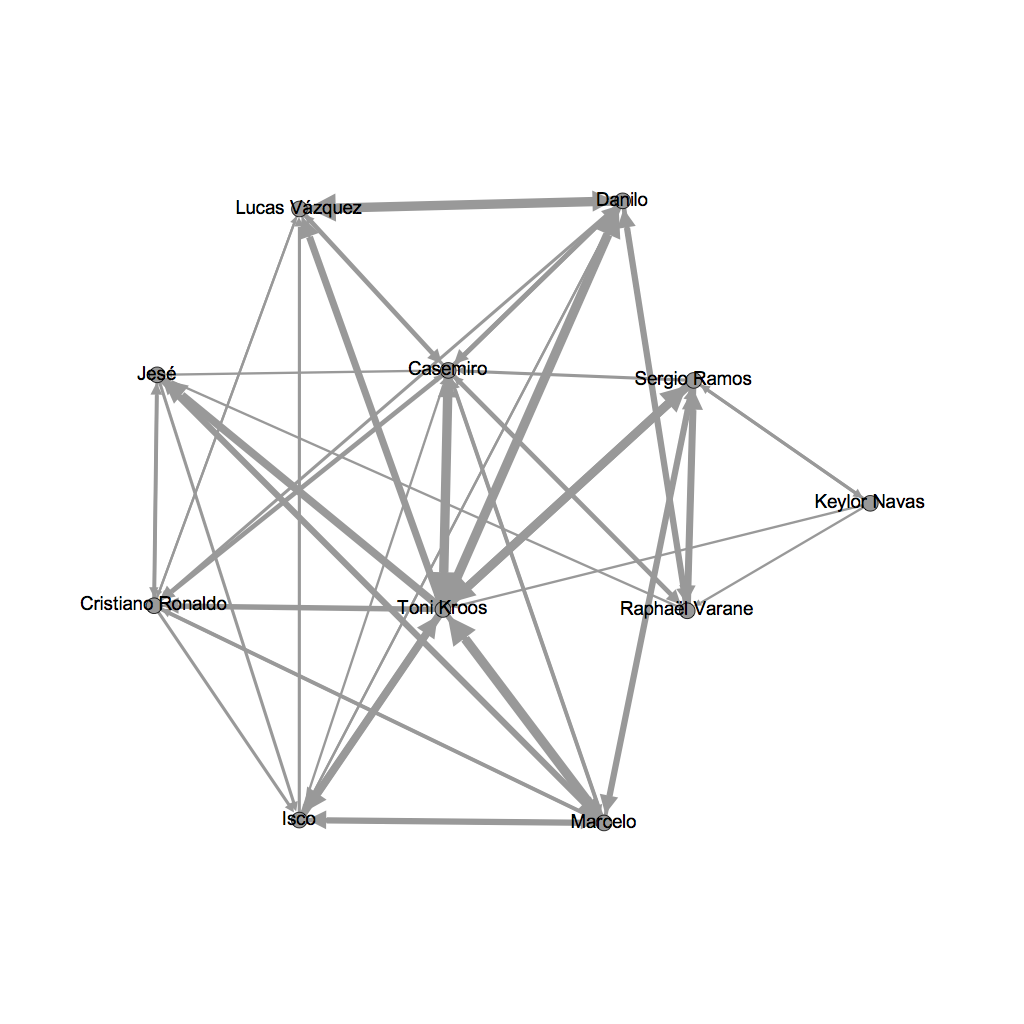 Danilo
Lucas Vázquez
Casemiro
Jesé
Sergio Ramos
Keylor Navas
Cristiano Ronaldo
Toni Kroos
Raphaël Varane
Isco
Marcelo